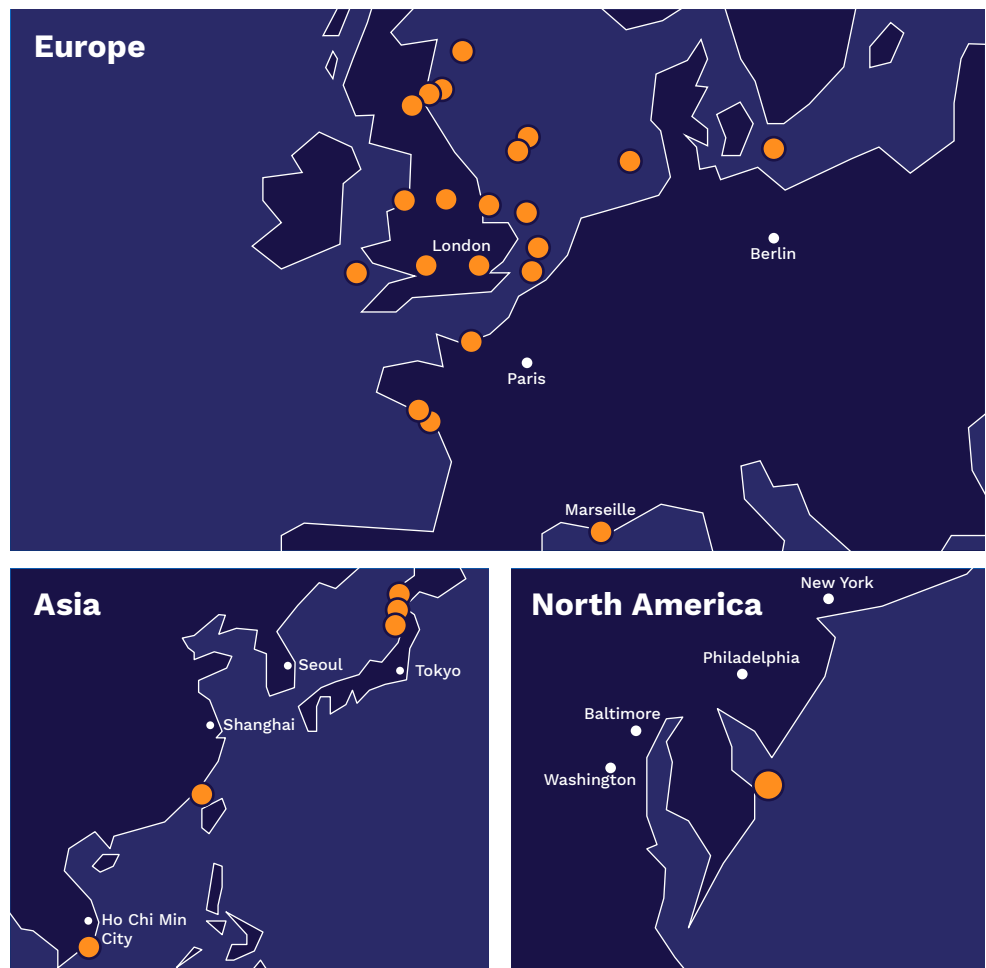 Europe
London
Berlin
Paris
Marseille
Asia
Seoul
Tokyo
Shanghai
Ho Chi Min
City
North America
New York
Philadelphia
Baltimore
Washington